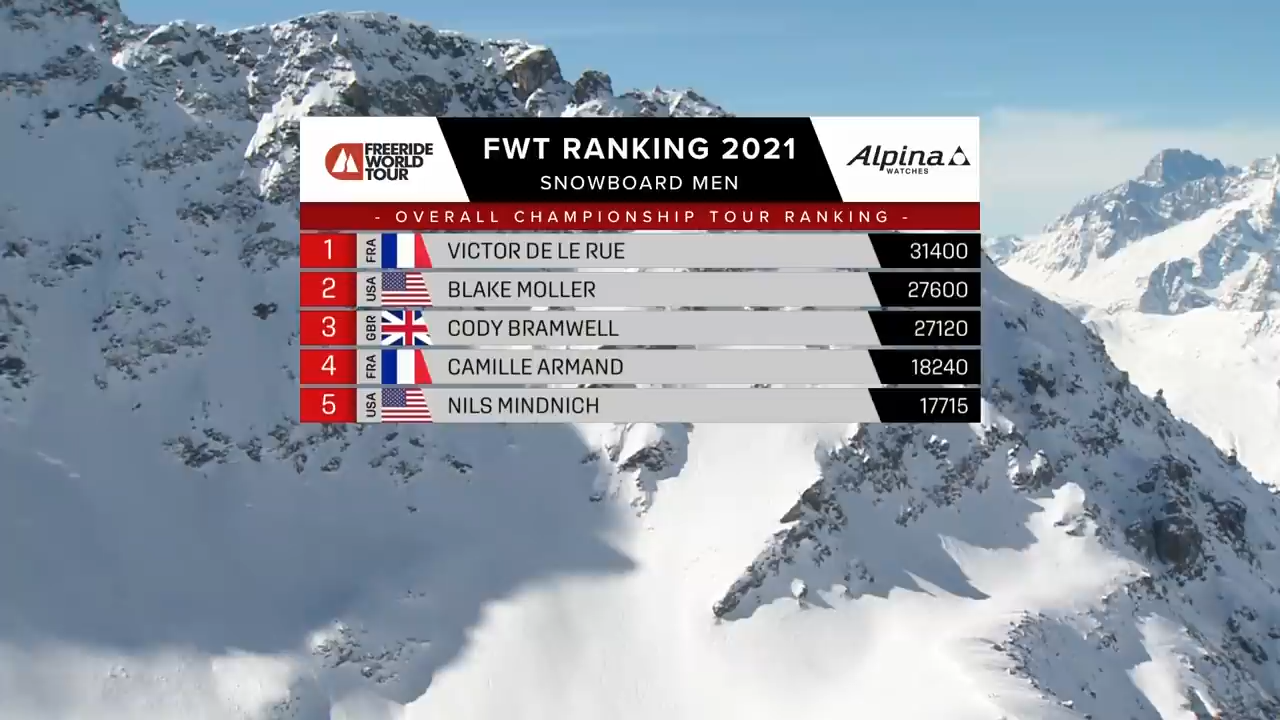 FREERIDE
WORLD
TOUR
FWT RANKING 2021
SNOWBOARD MEN
Alpina
WATCHES
- OVERALL CHAMPIONSHIP TOUR RANKING -
1 FRA VICTOR DE LE RUE 31400
2 USA BLAKE MOLLER 27600
3 GBR CODY BRAMWELL 27120
4 FRA CAMILLE ARMAND 18240
5 USA NILS MINDNICH 17715